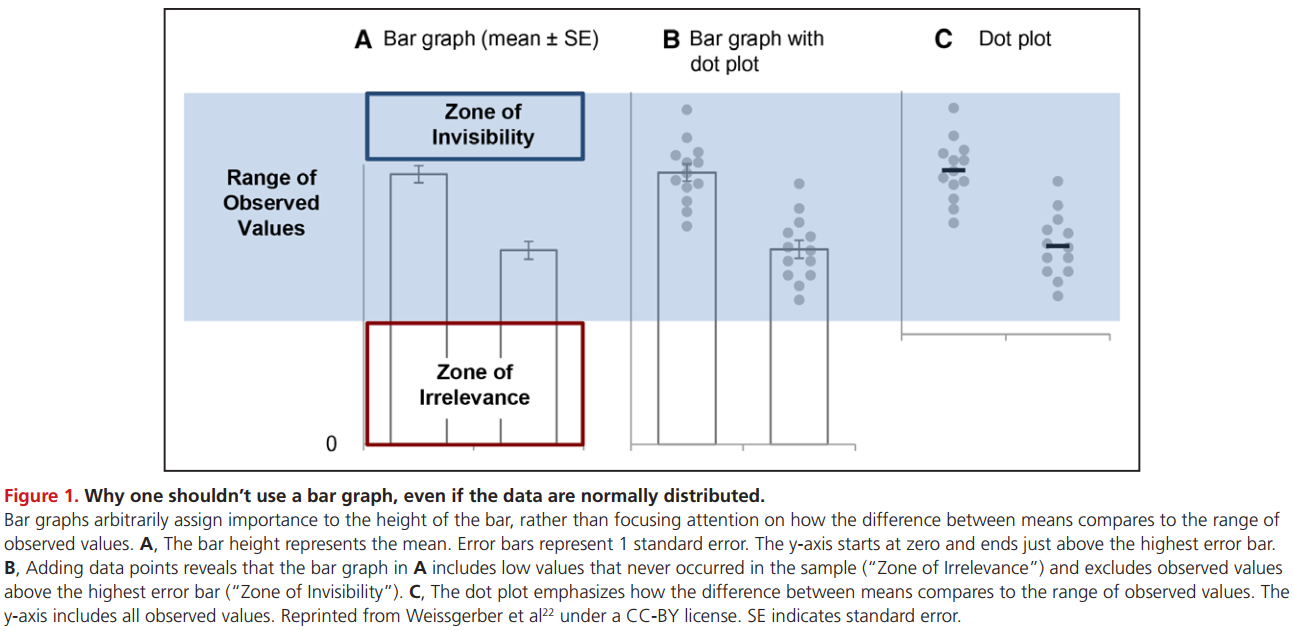 A Bar graph (mean ± SE)
B Bar graph with
dot plot
C Dot plot
Zone of
Invisibility
Range of
Observed
Values
Zone of
Irrelevance
0
Figure 1. Why one shouldn’t use a bar graph, even if the data are normally distributed.
Bar graphs arbitrarily assign importance to the height of the bar, rather than focusing attention on how the difference between means compares to the range of
observed values. A, The bar height represents the mean. Error bars represent 1 standard error. The y-axis starts at zero and ends just above the highest error bar.
B, Adding data points reveals that the bar graph in A includes low values that never occurred in the sample (“Zone of Irrelevance”) and excludes observed values
above the highest error bar (“Zone of Invisibility”). C, The dot plot emphasizes how the difference between means compares to the range of observed values. The
y-axis includes all observed values. Reprinted from Weissgerber et al22 under a CC-BY license. SE indicates standard error.